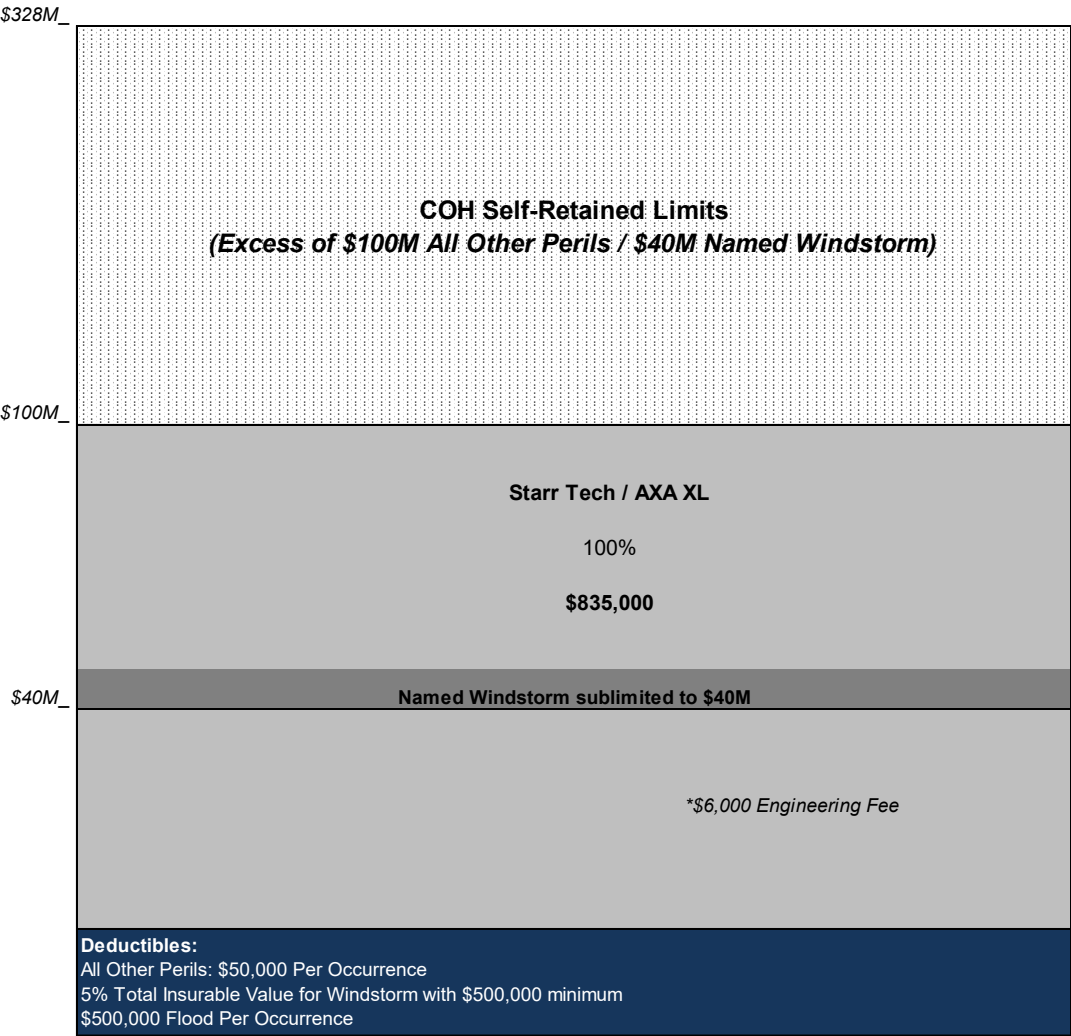 $328M_
COH Self-Retained Limits
(Excess of $100M All Other Perils / $40M Named Windstorm)
$100M_
Starr Tech / AXA XL
100%
$835,000
$40M_
Named Windstorm sublimited to $40M
*$6,000 Engineering Fee
Deductibles:
All Other Perils: $50,000 Per Occurrence
5% Total Insurable Value for Windstorm with $500,000 minimum
$500,000 Flood Per Occurrence